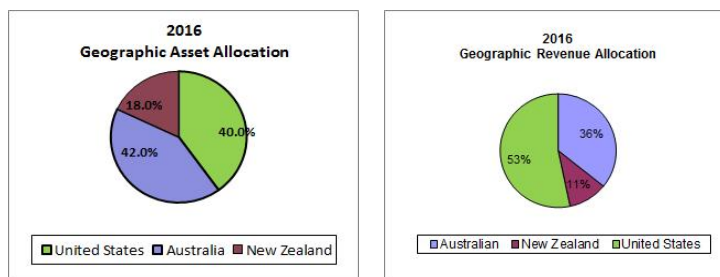 2016
Geographic Asset Allocation
18.0%
40.0%
42.0%
United States Australia New Zealand
2016
Geographic Revenue Allocation
36%
53%
11%
Australian New Zealand United States